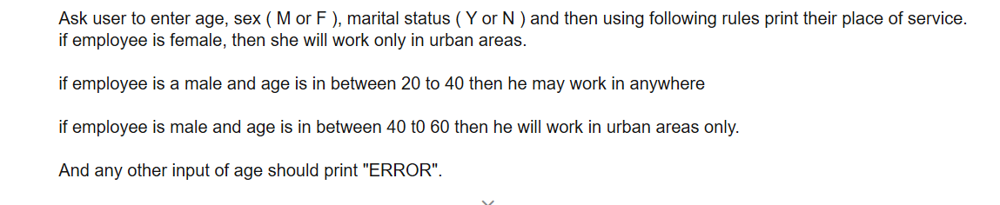 Ask user to enter age, sex ( M or F ), marital status ( Y or N ) and then using following rules print their place of service.
if employee is female, then she will work only in urban areas.
if employee is a male and age is in between 20 to 40 then he may work in anywhere
if employee is male and age is in between 40 t0 60 then he will work in urban areas only.
And any other input of age should print "ERROR".